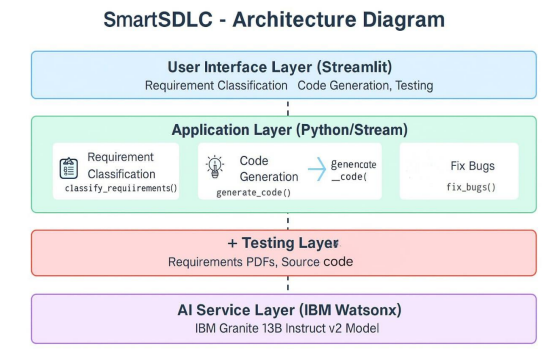 SmartSDLC - Architecture Diagram
User Interface Layer (Streamlit)
Requirement Classification Code Generation, Testing
Application Layer (Python/Stream)
Requirement
Classification
classify_requiirements()
Code
Generation
generate_code()
genencate
__code(
Fix Bugs
fix_bugs()
+ Testing Layer
Requirements PDFs, Source code
AI Service Layer (IBM Watsonx)
IBM Granite 13B Instruct v2 Model